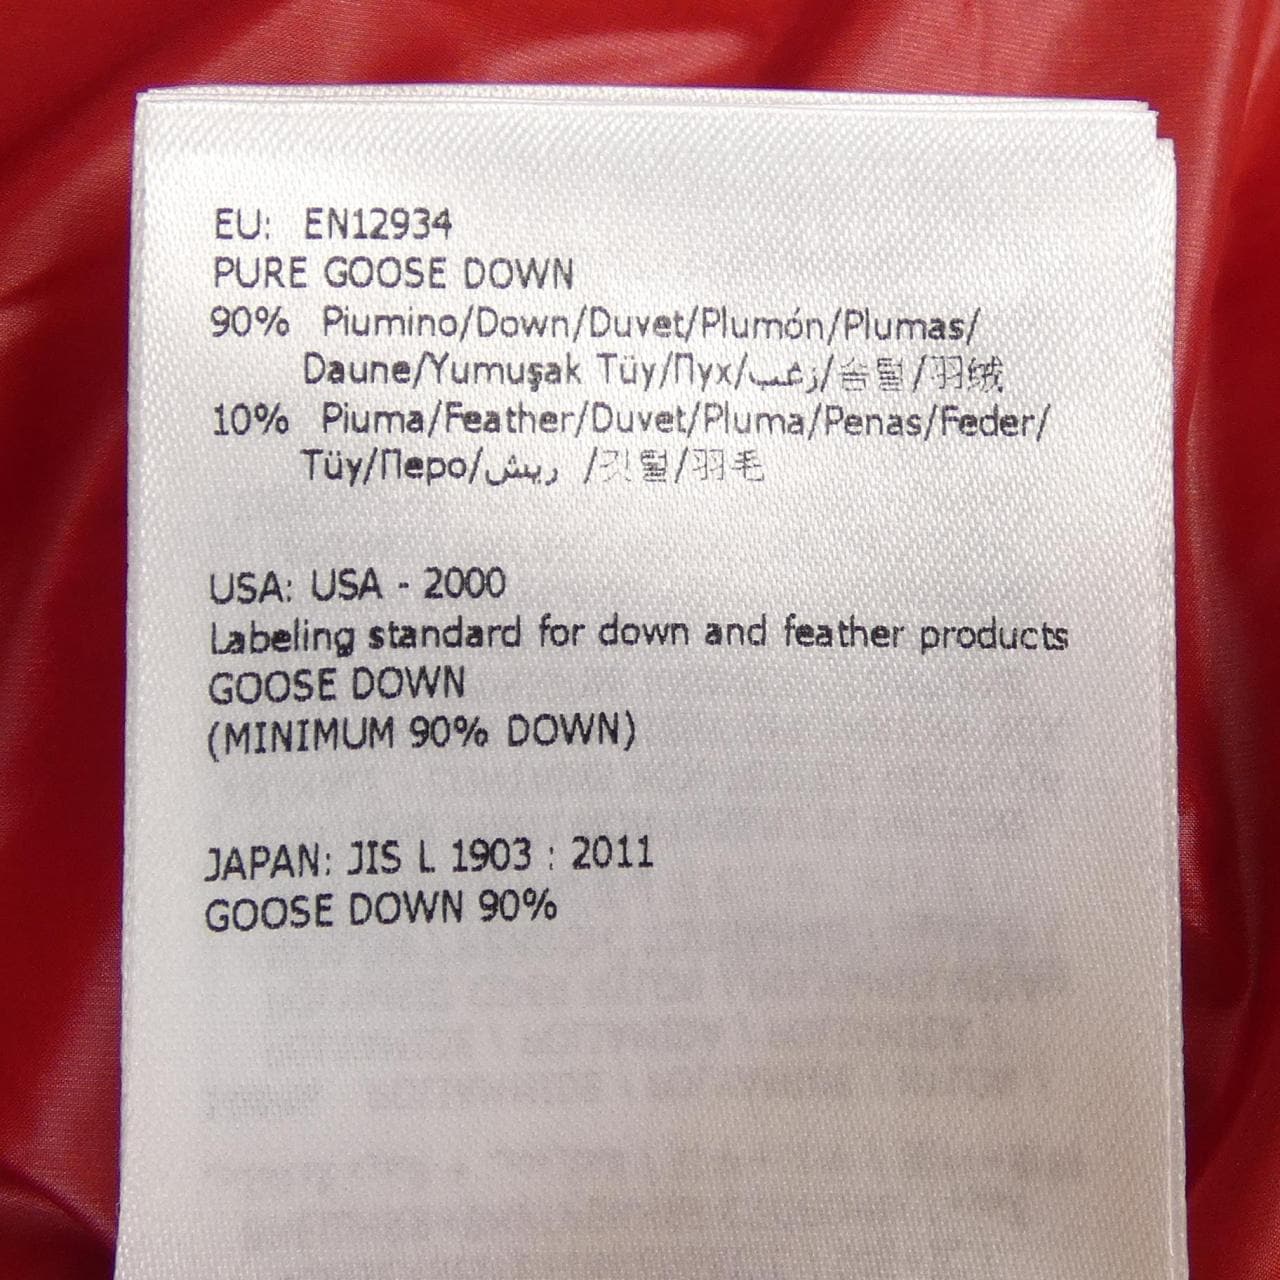 EU: EN12934
PURE GOOSE DOWN
90% Piumino/Down/Duvet/Plumón/Plumas/
Daune/Yumuşak Tüy/Пух/زغب/솜털/羽绒
10% Piuma/Feather/Duvet/Pluma/Penas/Feder/
Tüy/Перо/ريش /깃털/羽毛
USA: USA - 2000
Labeling standard for down and feather products
GOOSE DOWN
(MINIMUM 90% DOWN)
JAPAN: JIS L 1903 : 2011
GOOSE DOWN 90%